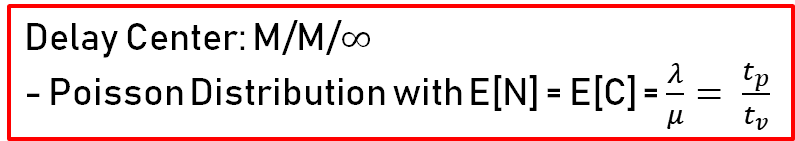 Delay Center: M/M/∞
- Poisson Distribution with E[N] = E[C] = λ/μ = t_p/t_v